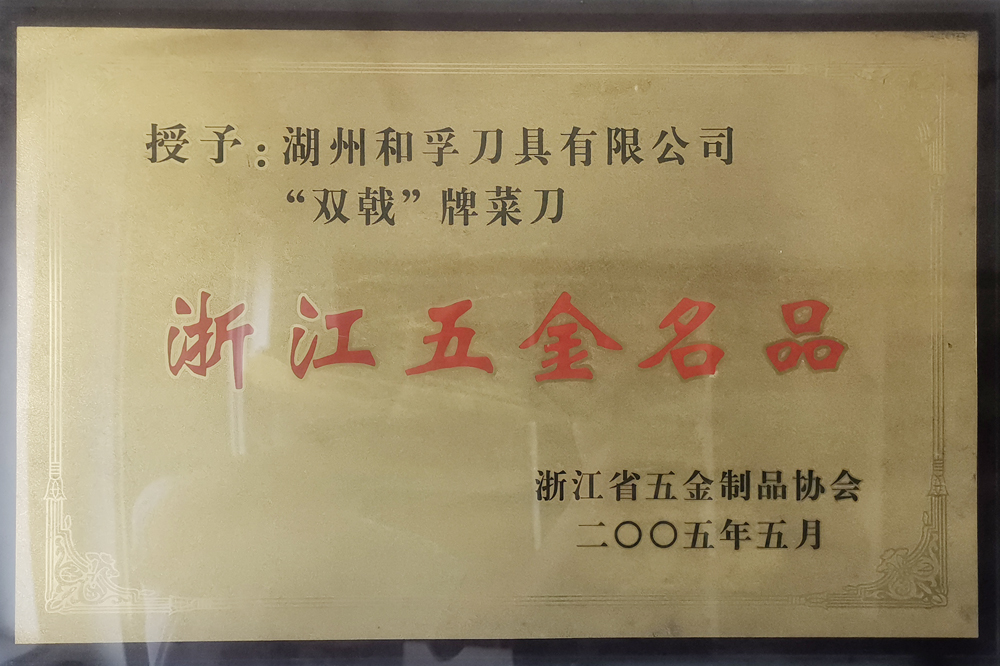 授予：湖州和孚刀具有限公司
“双戟”牌菜刀
浙江五金名品
浙江省五金制品协会
二〇〇五年五月